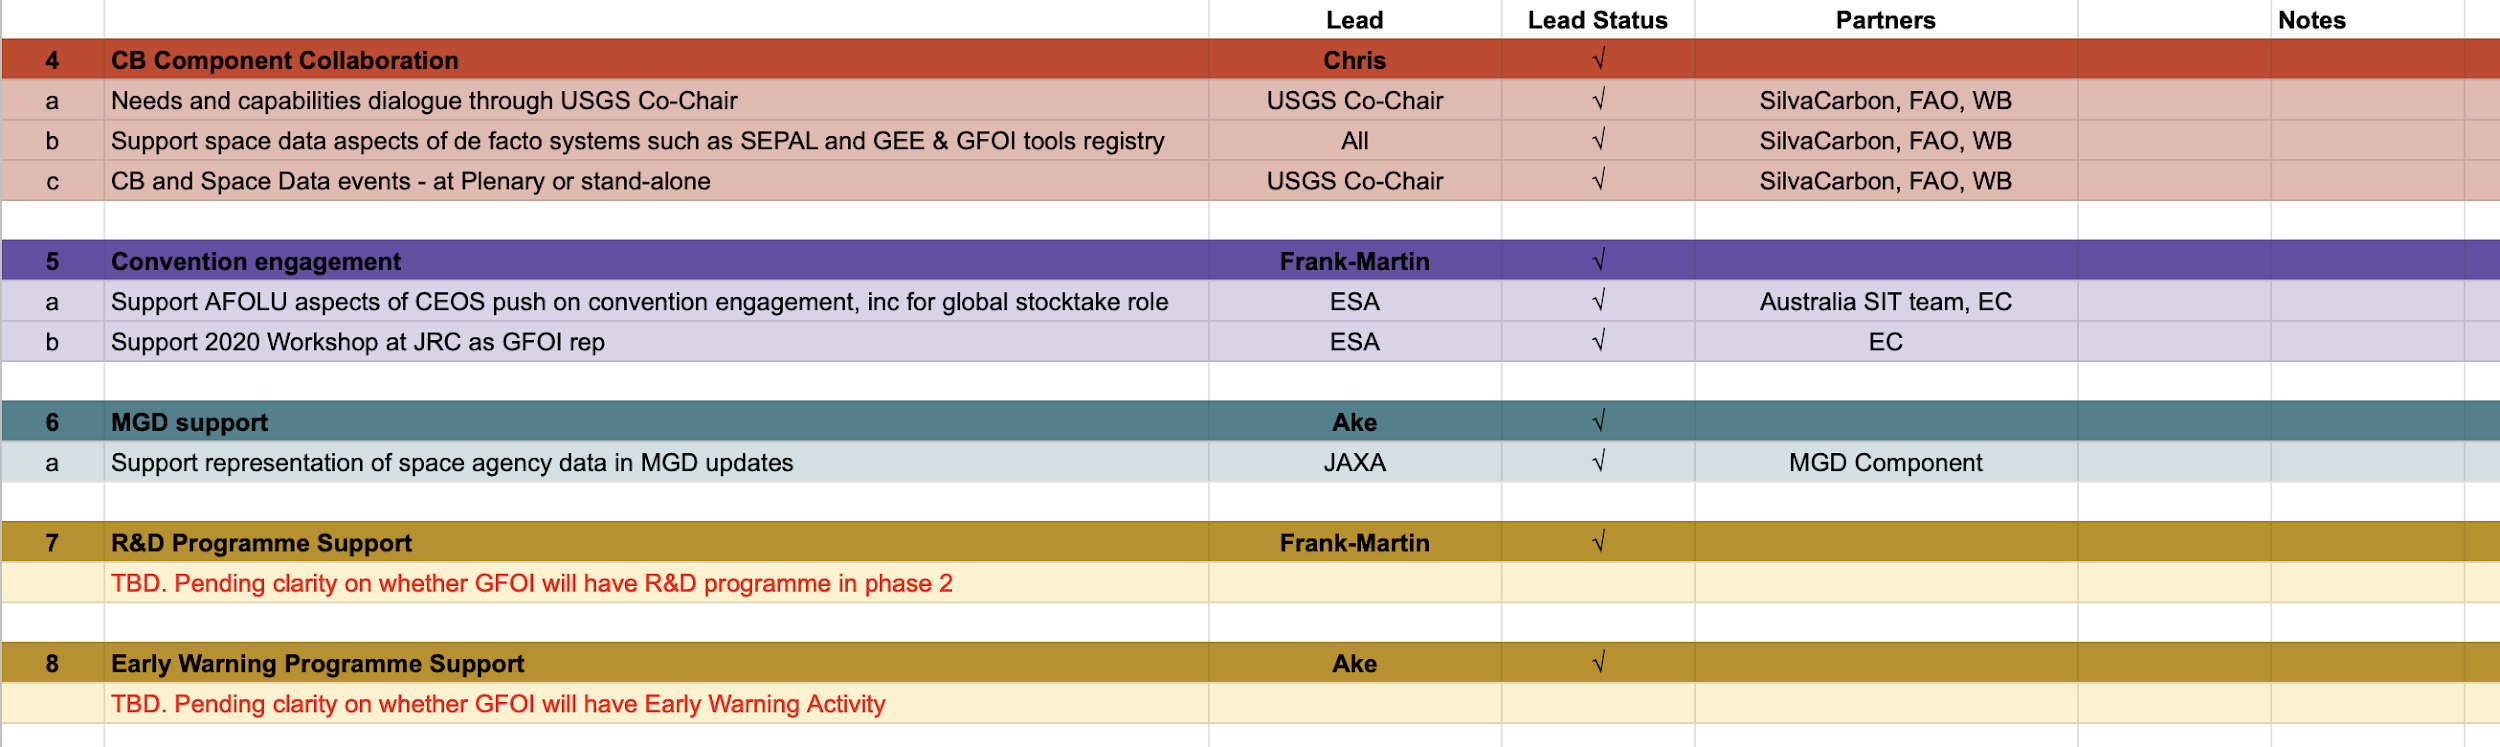 Lead Lead Status Partners Notes
4 CB Component Collaboration Chris √
a Needs and capabilities dialogue through USGS Co-Chair USGS Co-Chair √ SilvaCarbon, FAO, WB
b Support space data aspects of de facto systems such as SEPAL and GEE & GFOI tools registry All √ SilvaCarbon, FAO, WB
c CB and Space Data events - at Plenary or stand-alone USGS Co-Chair √ SilvaCarbon, FAO, WB
5 Convention engagement Frank-Martin √
a Support AFOLU aspects of CEOS push on convention engagement, inc for global stocktake role ESA √ Australia SIT team, EC
b Support 2020 Workshop at JRC as GFOI rep ESA √ EC
6 MGD support Ake √
a Support representation of space agency data in MGD updates JAXA √ MGD Component
7 R&D Programme Support Frank-Martin √
TBD. Pending clarity on whether GFOI will have R&D programme in phase 2
8 Early Warning Programme Support Ake √
TBD. Pending clarity on whether GFOI will have Early Warning Activity